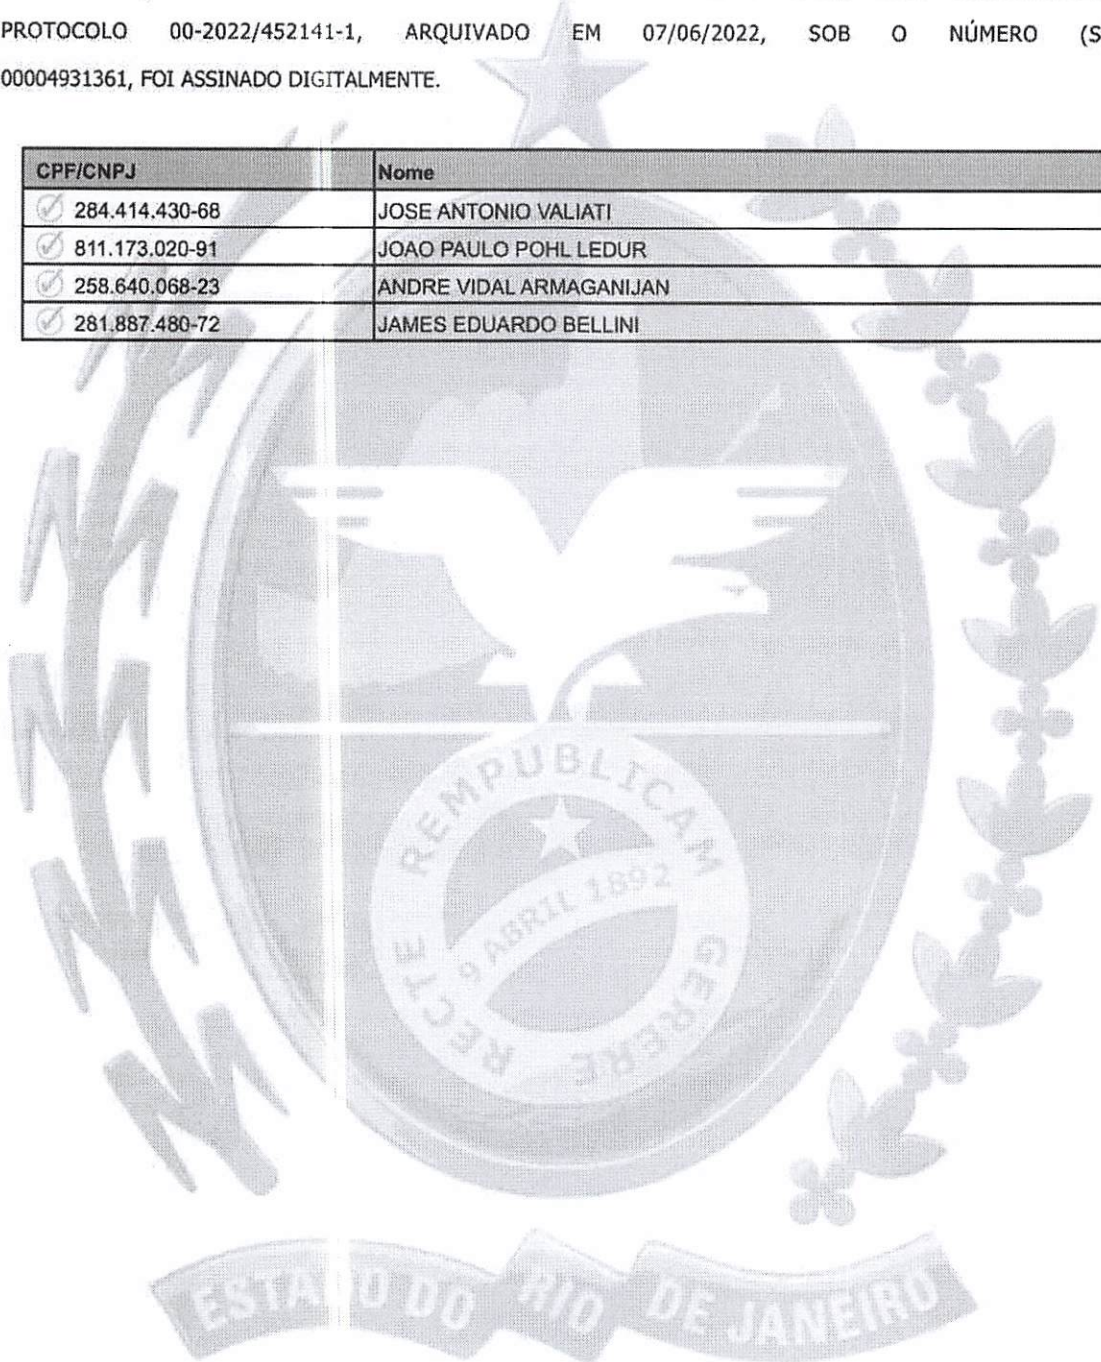 PROTOCOLO 00-2022/452141-1, ARQUIVADO EM 07/06/2022, SOB O NÚMERO (S
00004931361, FOI ASSINADO DIGITALMENTE.
CPF/CNPJ Nome
284.414.430-68 JOSE ANTONIO VALIATI
811.173.020-91 JOAO PAULO POHL LEDUR
258.640.068-23 ANDRE VIDAL ARMAGANIJAN
281.887.480-72 JAMES EDUARDO BELLINI
RECTE REMPUBLICAM GERERE
9 ABRIL 1892
ESTADO DO RIO DE JANEIRO